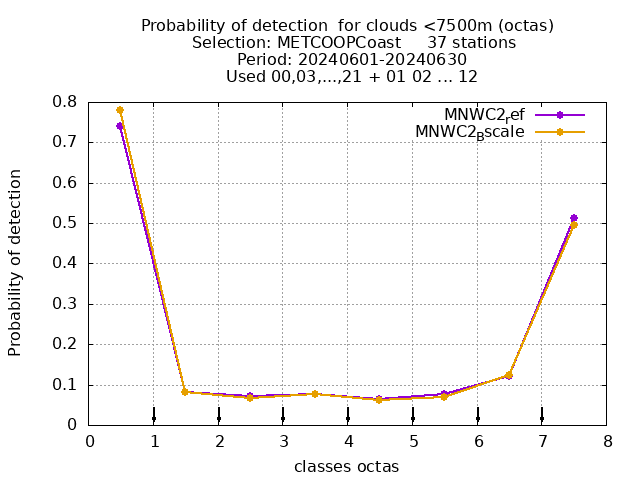 Probability of detection  for clouds <7500m (octas)
Selection: METCOOPCoast     37 stations
Period: 20240601-20240630
Used 00,03,...,21 + 01 02 ... 12
MNWC2ref
MNWC2Bscale
0.8
0.7
0.6
0.5
0.4
0.3
0.2
0.1
0
Probability of detection
0 1 2 3 4 5 6 7 8
classes octas